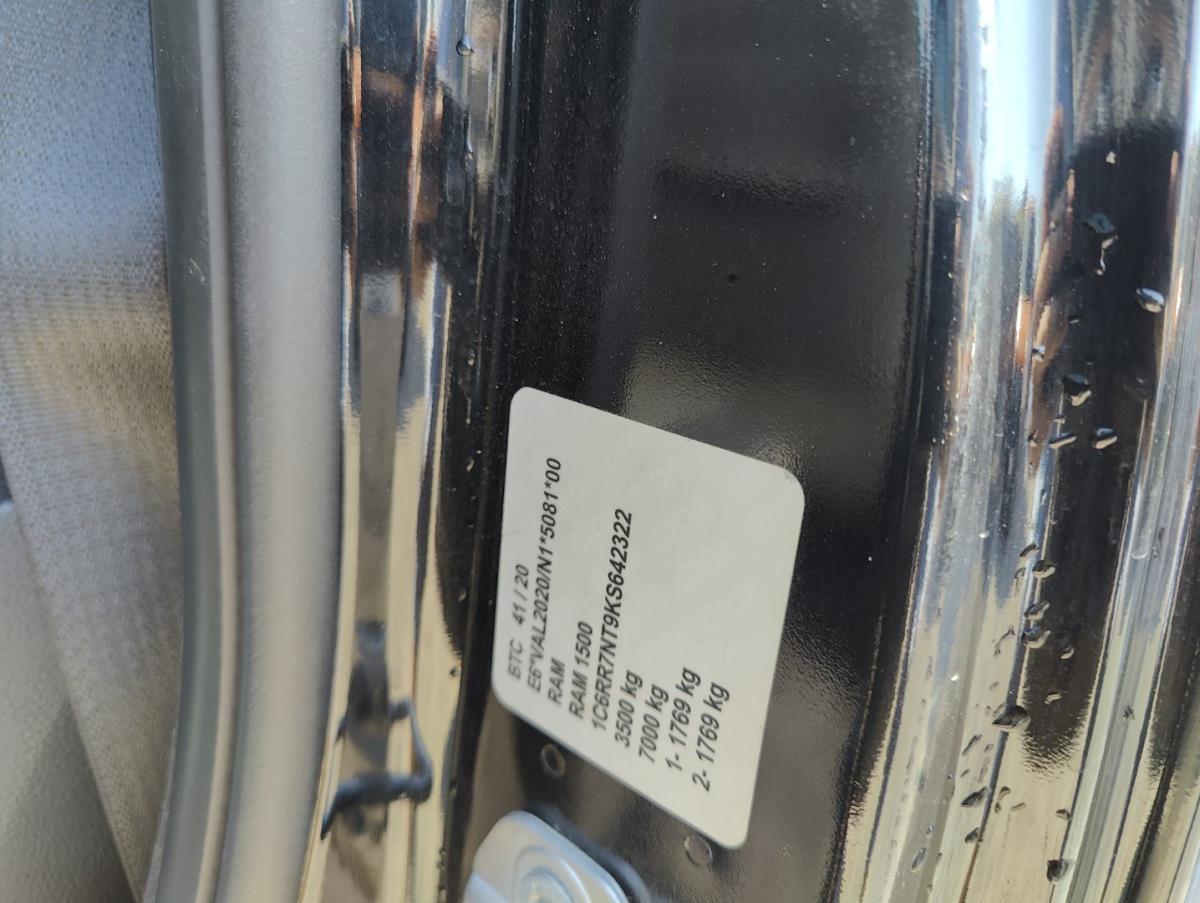 BTC 41 / 20
E6*VAL2020/N1*5081*00
RAM
RAM 1500
1C6RR7NT9KS642322
3500 kg
7000 kg
1- 1769 kg
2- 1769 kg